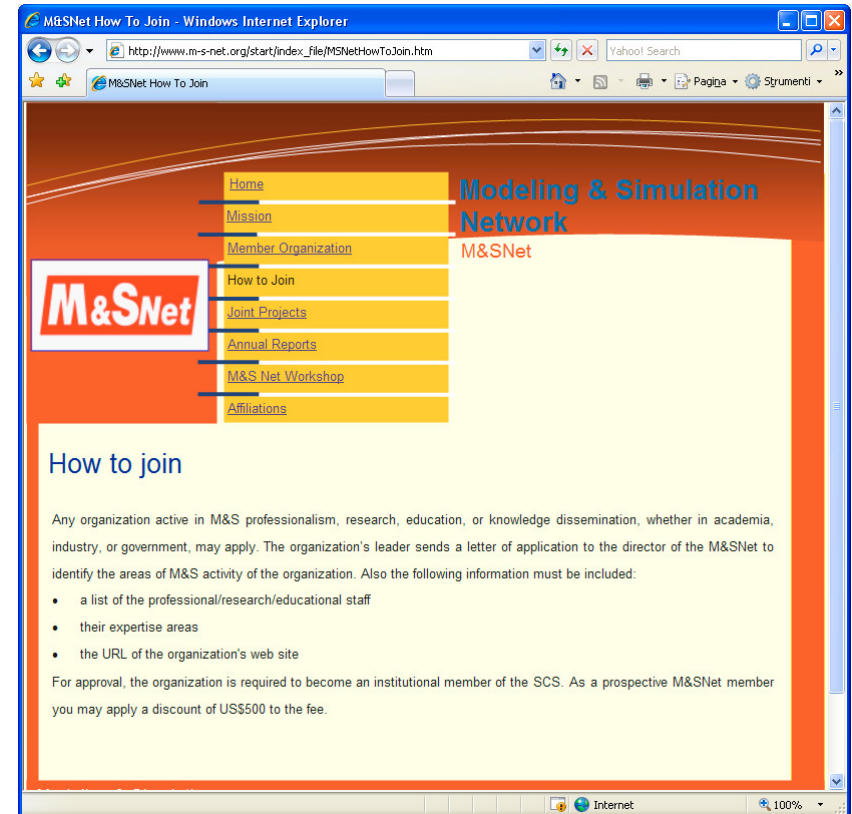 M&SNet How To Join - Windows Internet Explorer
http://www.m-s-net.org/start/index_file/MSNetHowToJoin.htm
Yahoo! Search
M&SNet How To Join
Pagina
Strumenti
»
Home
Mission
Member Organization
How to Join
Joint Projects
Annual Reports
M&S Net Workshop
Affiliations
Modeling & Simulation
Network
M&SNet
M&SNet
How to join
Any organization active in M&S professionalism, research, education, or knowledge dissemination, whether in academia,
industry, or government, may apply. The organization's leader sends a letter of application to the director of the M&SNet to
identify the areas of M&S activity of the organization. Also the following information must be included:
• a list of the professional/research/educational staff
• their expertise areas
• the URL of the organization's web site
For approval, the organization is required to become an institutional member of the SCS. As a prospective M&SNet member
you may apply a discount of US$500 to the fee.
Internet
100%